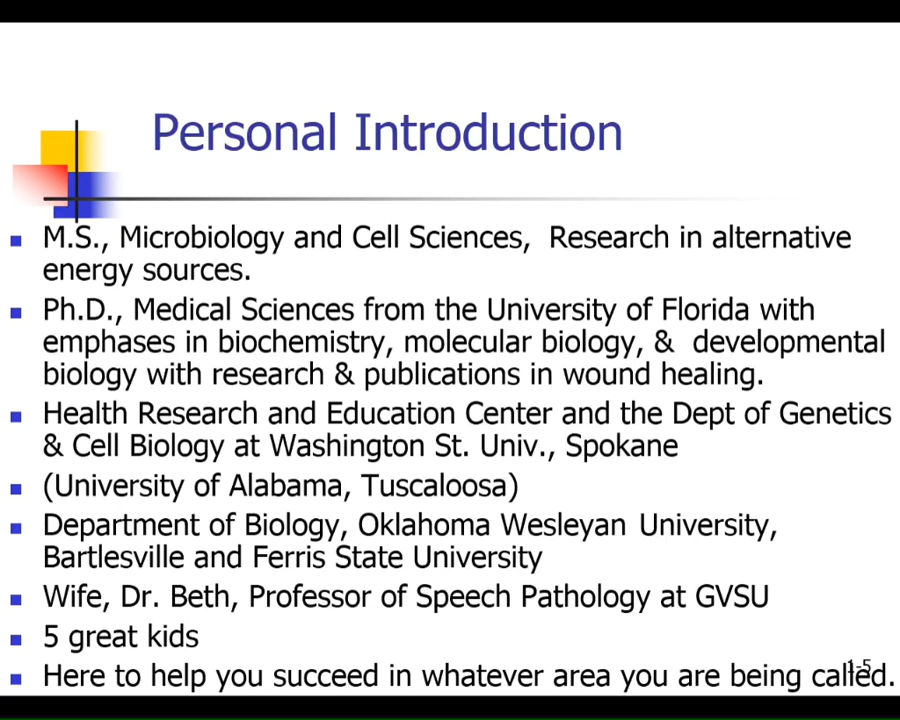 Personal Introduction
M.S., Microbiology and Cell Sciences, Research in alternative
energy sources.
Ph.D., Medical Sciences from the University of Florida with
emphases in biochemistry, molecular biology, & developmental
biology with research & publications in wound healing.
Health Research and Education Center and the Dept of Genetics
& Cell Biology at Washington St. Univ., Spokane
(University of Alabama, Tuscaloosa)
Department of Biology, Oklahoma Wesleyan University,
Bartlesville and Ferris State University
Wife, Dr. Beth, Professor of Speech Pathology at GVSU
5 great kids
Here to help you succeed in whatever area you are being called.
1-5